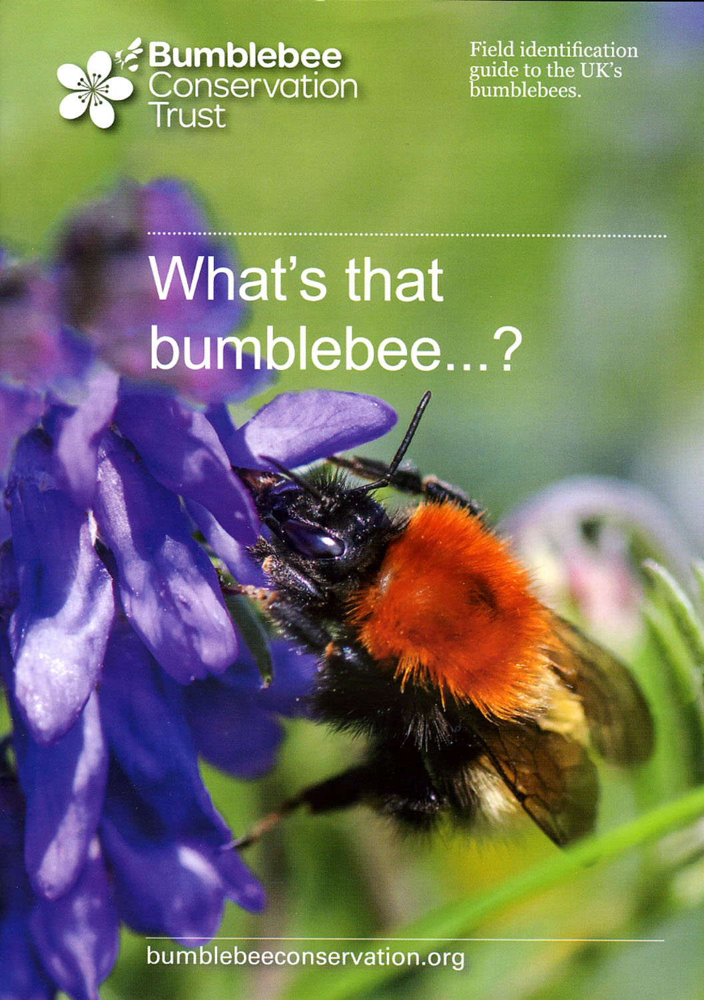 Bumblebee
Conservation
Trust
Field identification
guide to the UK's
bumblebees.
What's that
bumblebee...?
bumblebeeconservation.org